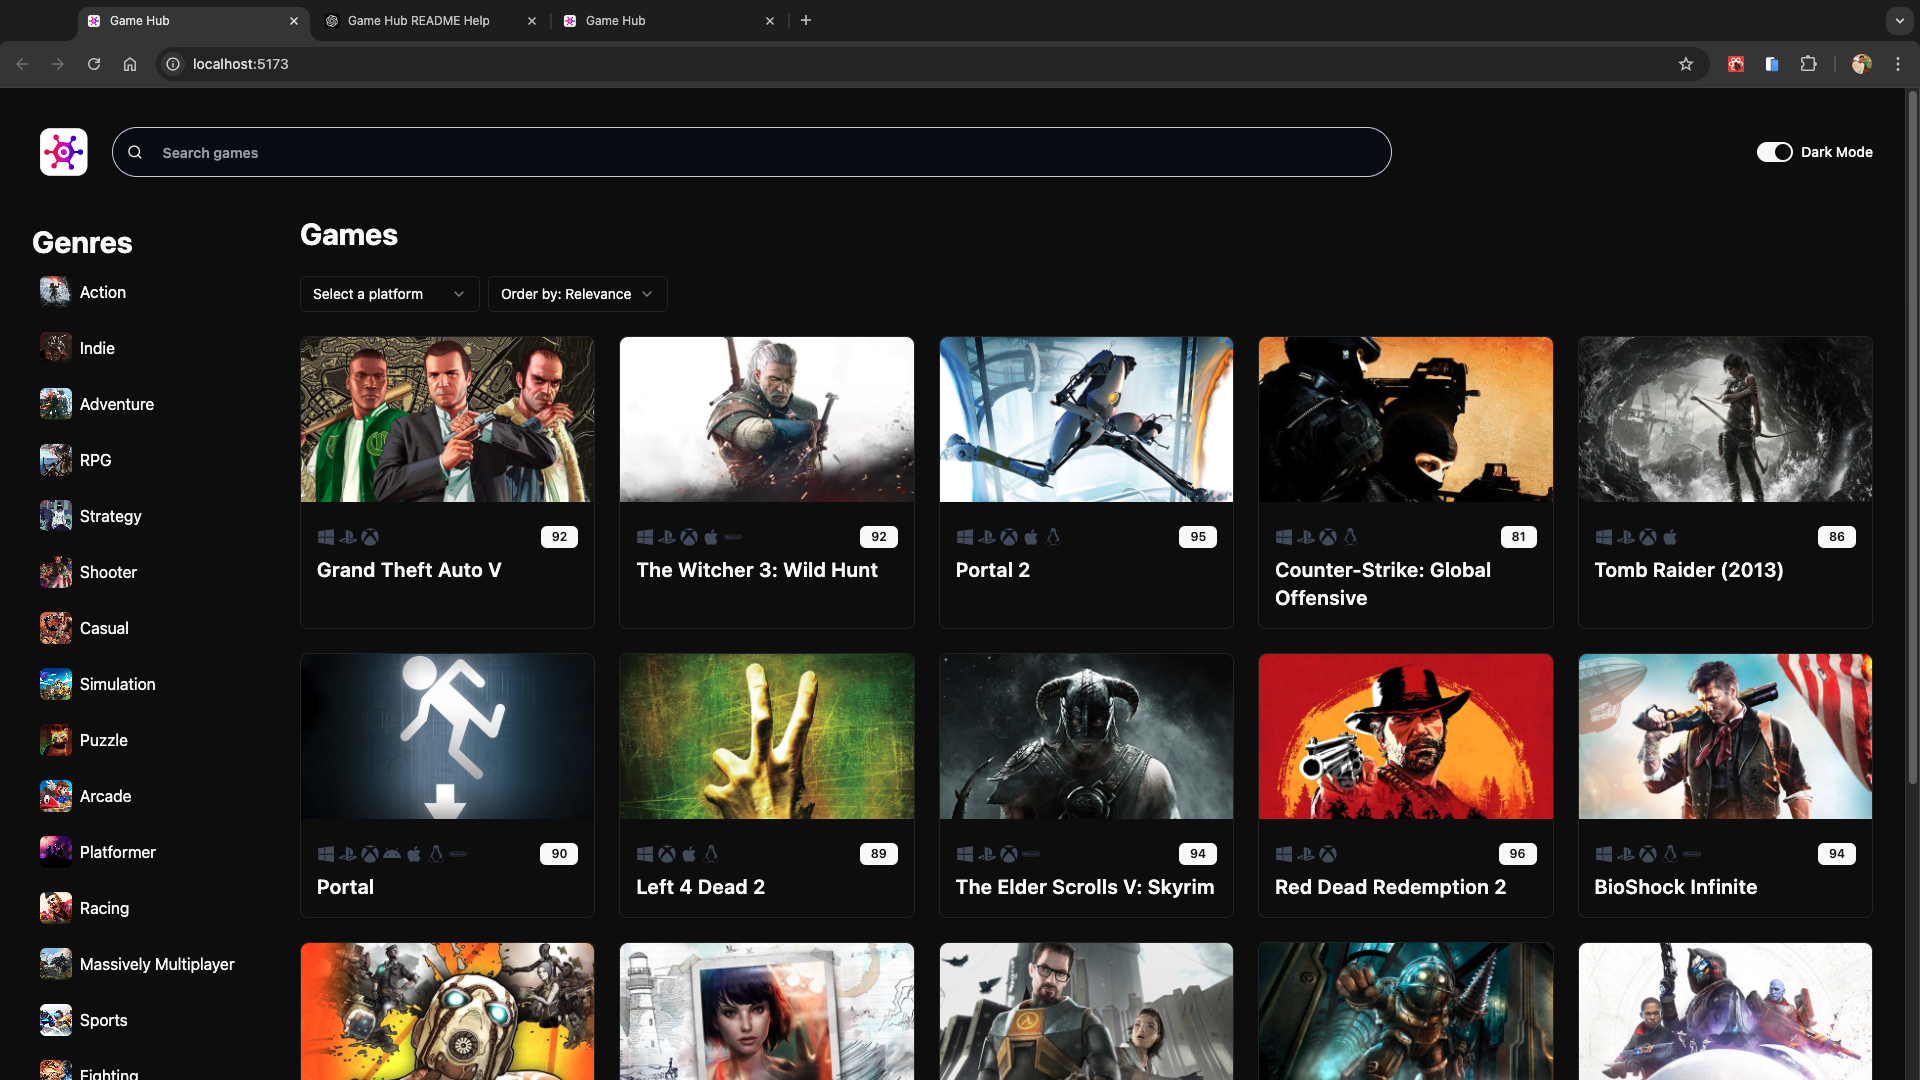 Game Hub
Game Hub README Help
Game Hub
localhost:5173
Search games
Dark Mode
Genres
Action
Indie
Adventure
RPG
Strategy
Shooter
Casual
Simulation
Puzzle
Arcade
Platformer
Racing
Massively Multiplayer
Sports
Fighting
Games
Select a platform
Order by: Relevance
92
Grand Theft Auto V
92
The Witcher 3: Wild Hunt
95
Portal 2
81
Counter-Strike: Global
Offensive
86
Tomb Raider (2013)
90
Portal
89
Left 4 Dead 2
94
The Elder Scrolls V: Skyrim
96
Red Dead Redemption 2
94
BioShock Infinite